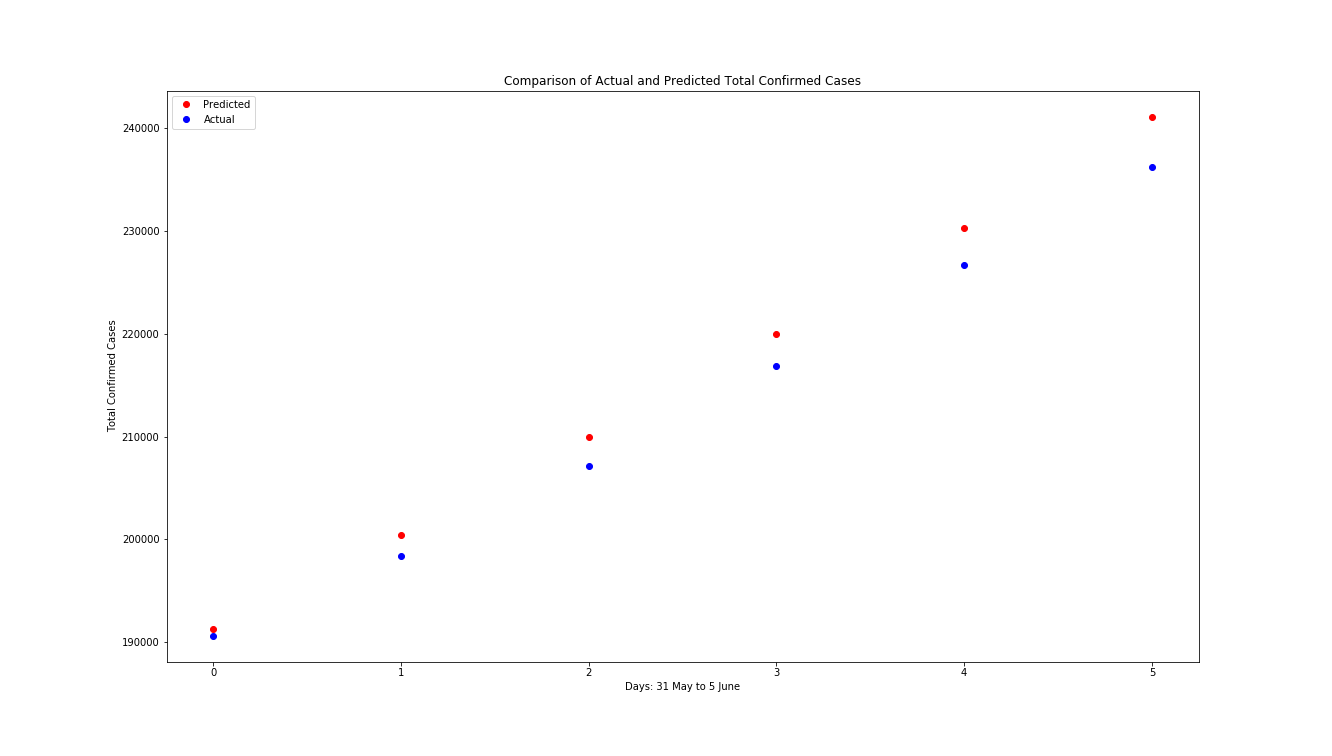 Comparison of Actual and Predicted Total Confirmed Cases
Predicted
Actual
240000
230000
220000
210000
200000
190000
Total Confirmed Cases
0 1 2 3 4 5
Days: 31 May to 5 June